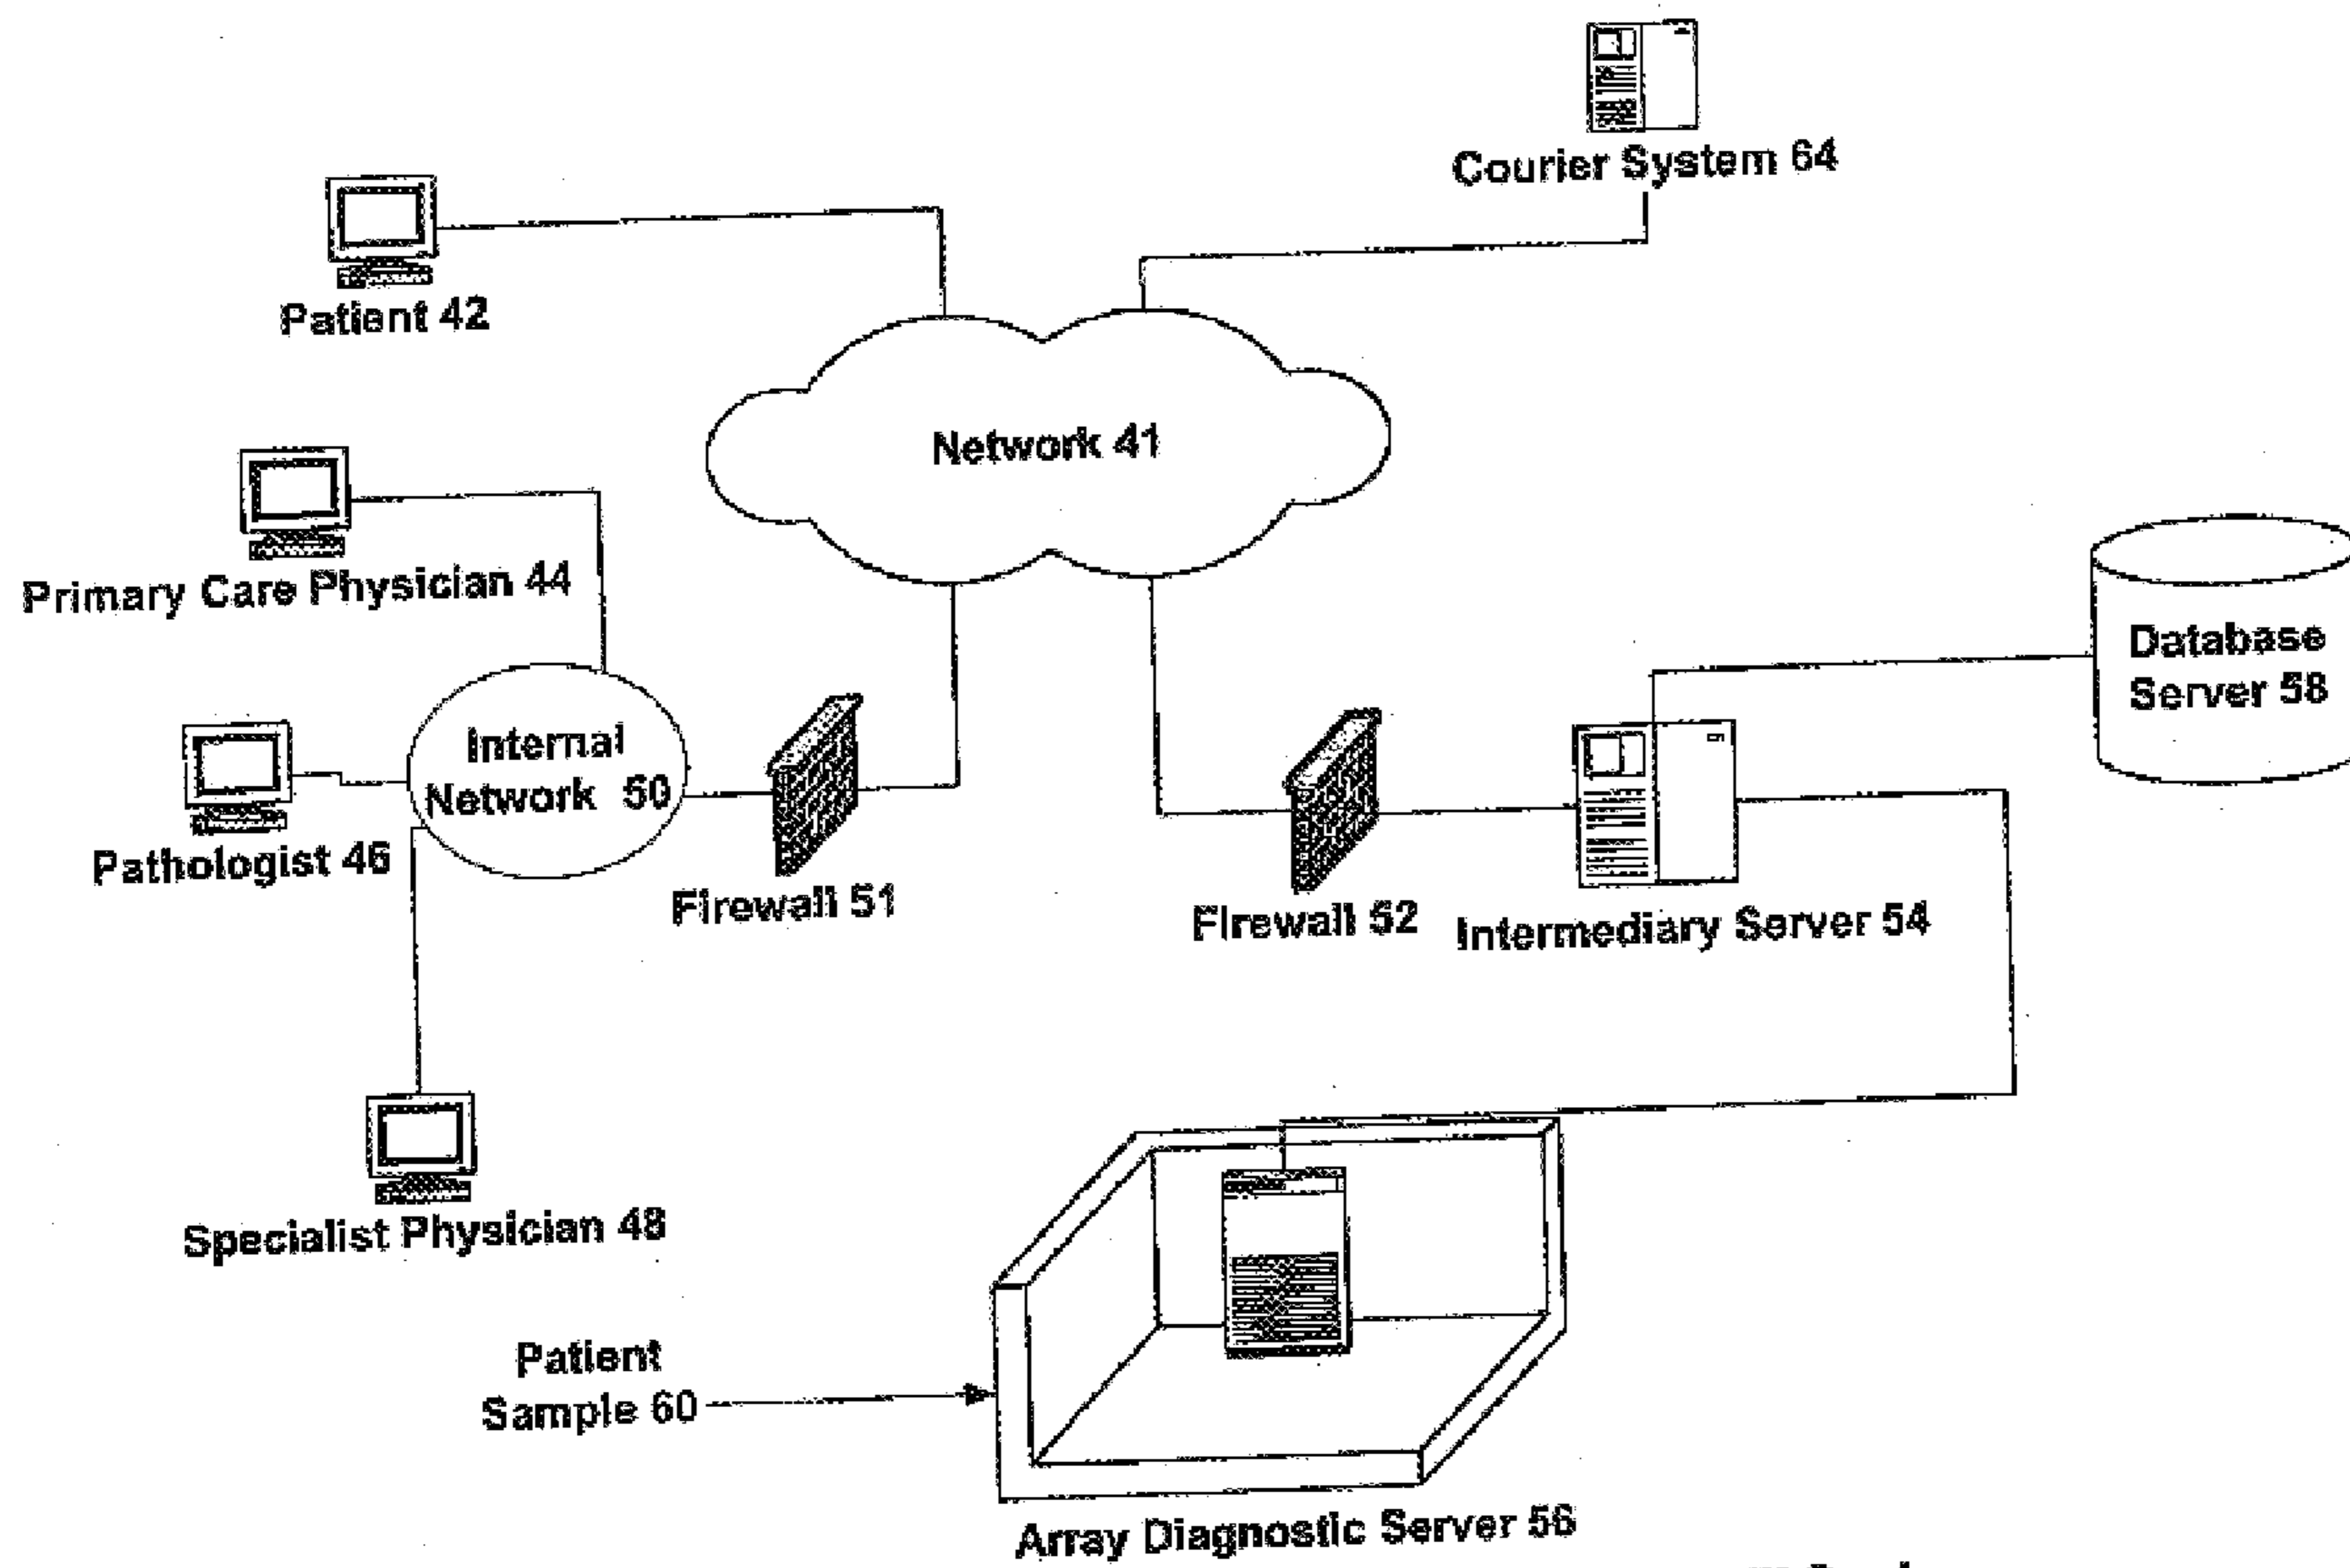 Courier System 64
Patient 42
Network 41
Primary Care Physician 44
Database
Server 58
Internal
Network 50
Pathologist 46
Firewall 51
Firewall 52
Intermediary Server 54
Specialist Physician 48
Patient
Sample 60
Array Diagnostic Server 56